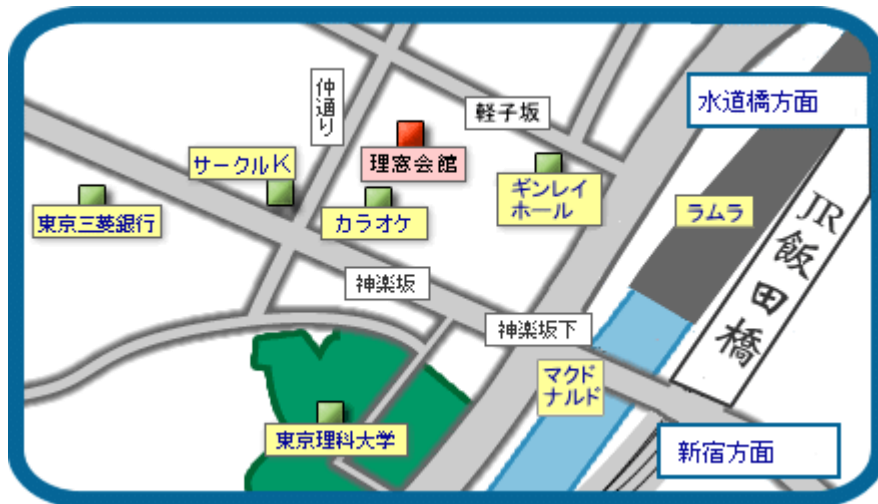 仲通り
軽子坂
水道橋方面
サークルK
理窓会館
ギンレイ
ホール
東京三菱銀行
カラオケ
ラムラ
JR飯田橋
神楽坂
神楽坂下
マクド
ナルド
東京理科大学
新宿方面